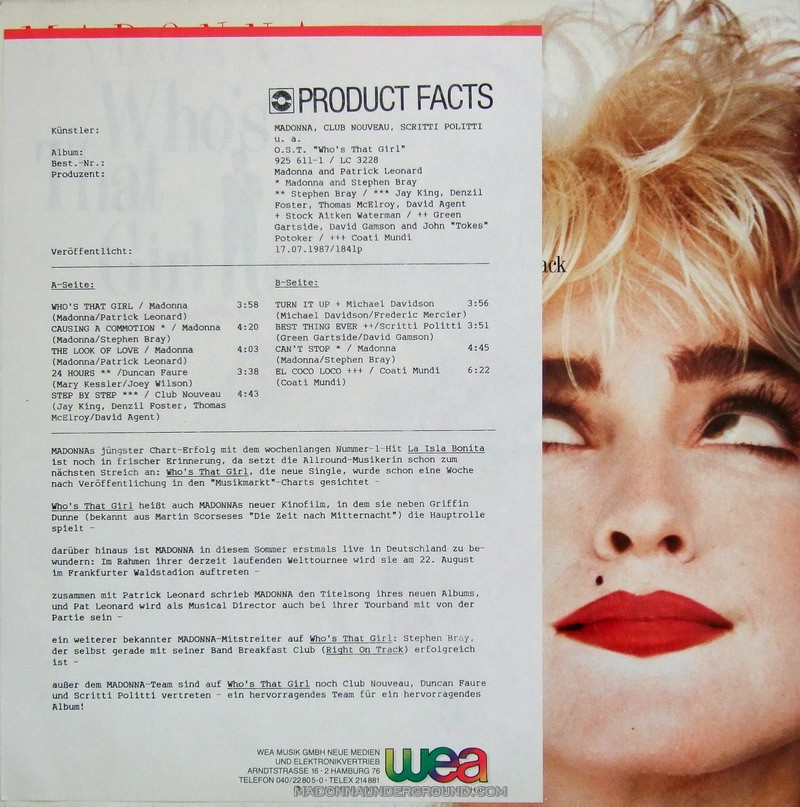 MADONNA
PRODUCT FACTS
Künstler: MADONNA, CLUB NOUVEAU, SCRITTI POLITTI
u. a.
Album: O.S.T. "Who's That Girl"
Best.-Nr.: 925 611-1 / LC 3228
Produzent: Madonna and Patrick Leonard
* Madonna and Stephen Bray
** Stephen Bray / *** Jay King, Denzil
Foster, Thomas McElroy, David Agent
+ Stock Aitken Waterman / ++ Green
Gartside, David Gamson and John "Tokes"
Potoker / +++ Coati Mundi
Veröffentlicht: 17.07.1987/1841p
ack
A-Seite:
WHO'S THAT GIRL / Madonna 3:58
(Madonna/Patrick Leonard)
CAUSING A COMMOTION * / Madonna 4:20
(Madonna/Stephen Bray)
THE LOOK OF LOVE / Madonna 4:03
(Madonna/Patrick Leonard)
24 HOURS ** /Duncan Faure 3:38
(Mary Kessler/Joey Wilson)
STEP BY STEP *** / Club Nouveau 4:43
(Jay King, Denzil Foster, Thomas
McElroy/David Agent)
B-Seite:
TURN IT UP + Michael Davidson 3:56
(Michael Davidson/Frederic Mercier)
BEST THING EVER ++/Scritti Politti 3:51
(Green Gartside/David Gamson)
CAN'T STOP * / Madonna 4:45
(Madonna/Stephen Bray)
EL COCO LOCO +++ / Coati Mundi 6:22
(Coati Mundi)
MADONNAs jüngster Chart-Erfolg mit dem wochenlangen Nummer-1-Hit La Isla Bonita
ist noch in frischer Erinnerung, da setzt die Allround-Musikerin schon zum
nächsten Streich an: Who's That Girl, die neue Single, wurde schon eine Woche
nach Veröffentlichung in den "Musikmarkt"-Charts gesichtet -
Who's That Girl heißt auch MADONNAs neuer Kinofilm, in dem sie neben Griffin
Dunne (bekannt aus Martin Scorseses "Die Zeit nach Mitternacht") die Hauptrolle
spielt -
darüber hinaus ist MADONNA in diesem Sommer erstmals live in Deutschland zu be-
wundern: Im Rahmen ihrer derzeit laufenden Welttournee wird sie am 22. August
im Frankfurter Waldstadion auftreten -
zusammen mit Patrick Leonard schrieb MADONNA den Titelsong ihres neuen Albums,
und Pat Leonard wird als Musical Director auch bei ihrer Tourband mit von der
Partie sein -
ein weiterer bekannter MADONNA-Mitstreiter auf Who's That Girl: Stephen Bray,
der selbst gerade mit seiner Band Breakfast Club (Right On Track) erfolgreich
ist -
außer dem MADONNA-Team sind auf Who's That Girl noch Club Nouveau, Duncan Faure
und Scritti Politti vertreten - ein hervorragendes Team für ein hervorragendes
Album!
WEA MUSIK GMBH NEUE MEDIEN
UND ELEKTRONIKVERTRIEB
ARNDTSTRASSE 16 · 2 HAMBURG 76
TELEFON 040/22805-0 · TELEX 214881
wea
MADONNAUNDERGROUND.COM